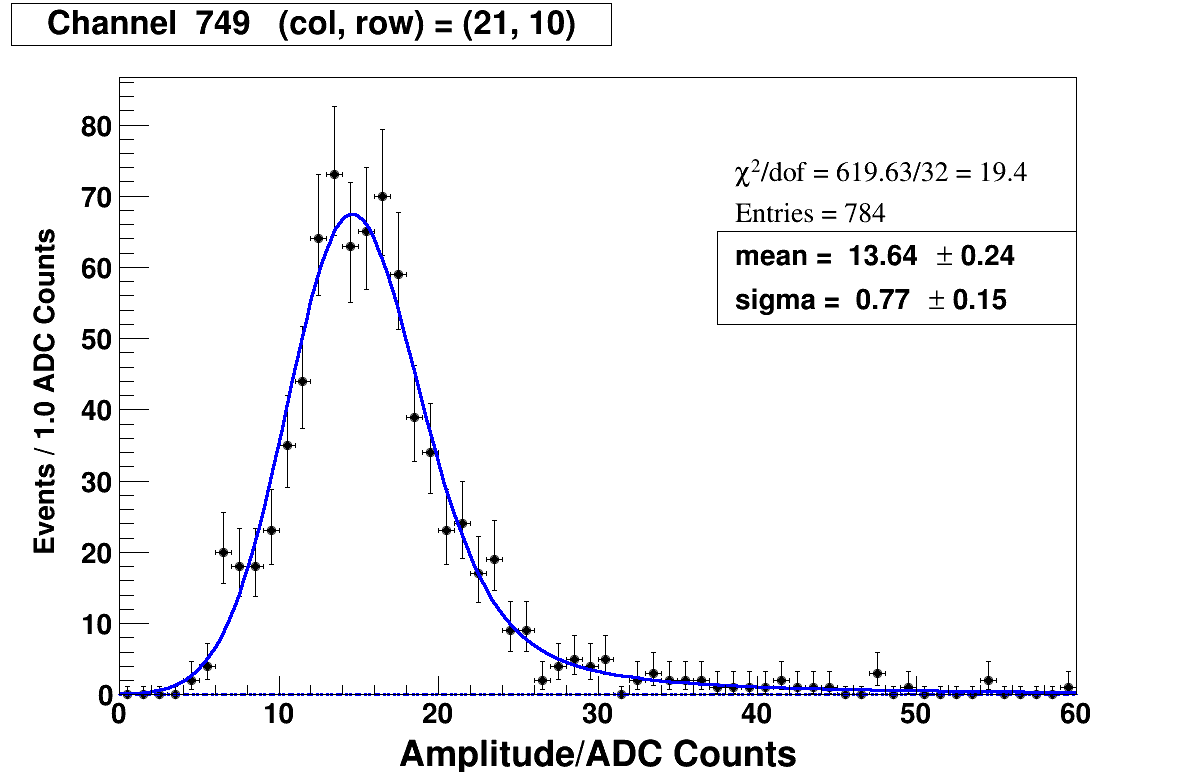 Channel 749 (col, row) = (21, 10)
χ²/dof = 619.63/32 = 19.4
Entries = 784
mean = 13.64 ± 0.24
sigma = 0.77 ± 0.15
Events / 1.0 ADC Counts
80
70
60
50
40
30
20
10
0
0 10 20 30 40 50 60
Amplitude/ADC Counts